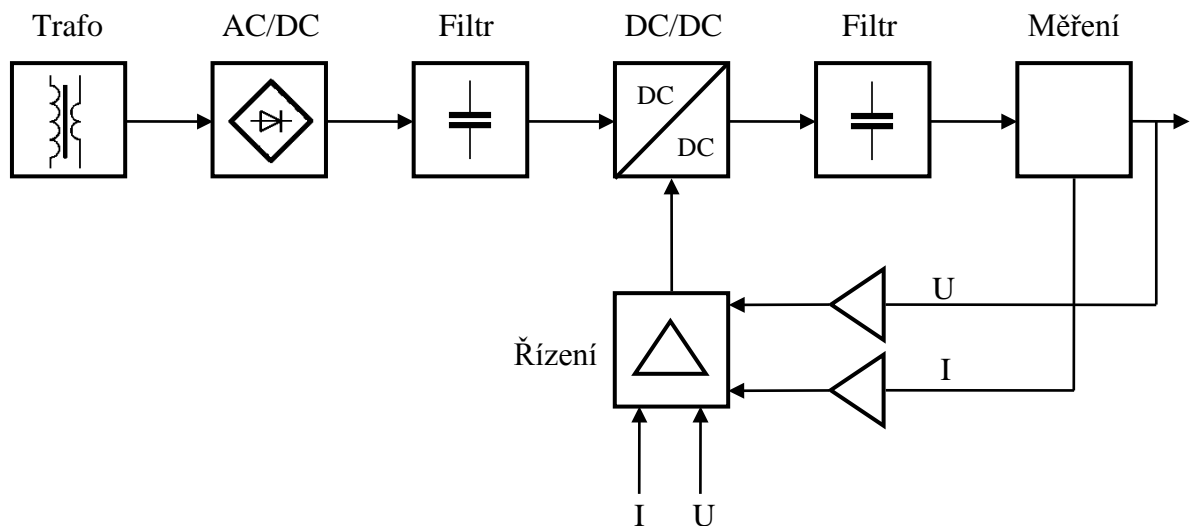 Trafo
AC/DC
Filtr
DC/DC
Filtr
Měření
DC
DC
U
Řízení
I
I
U